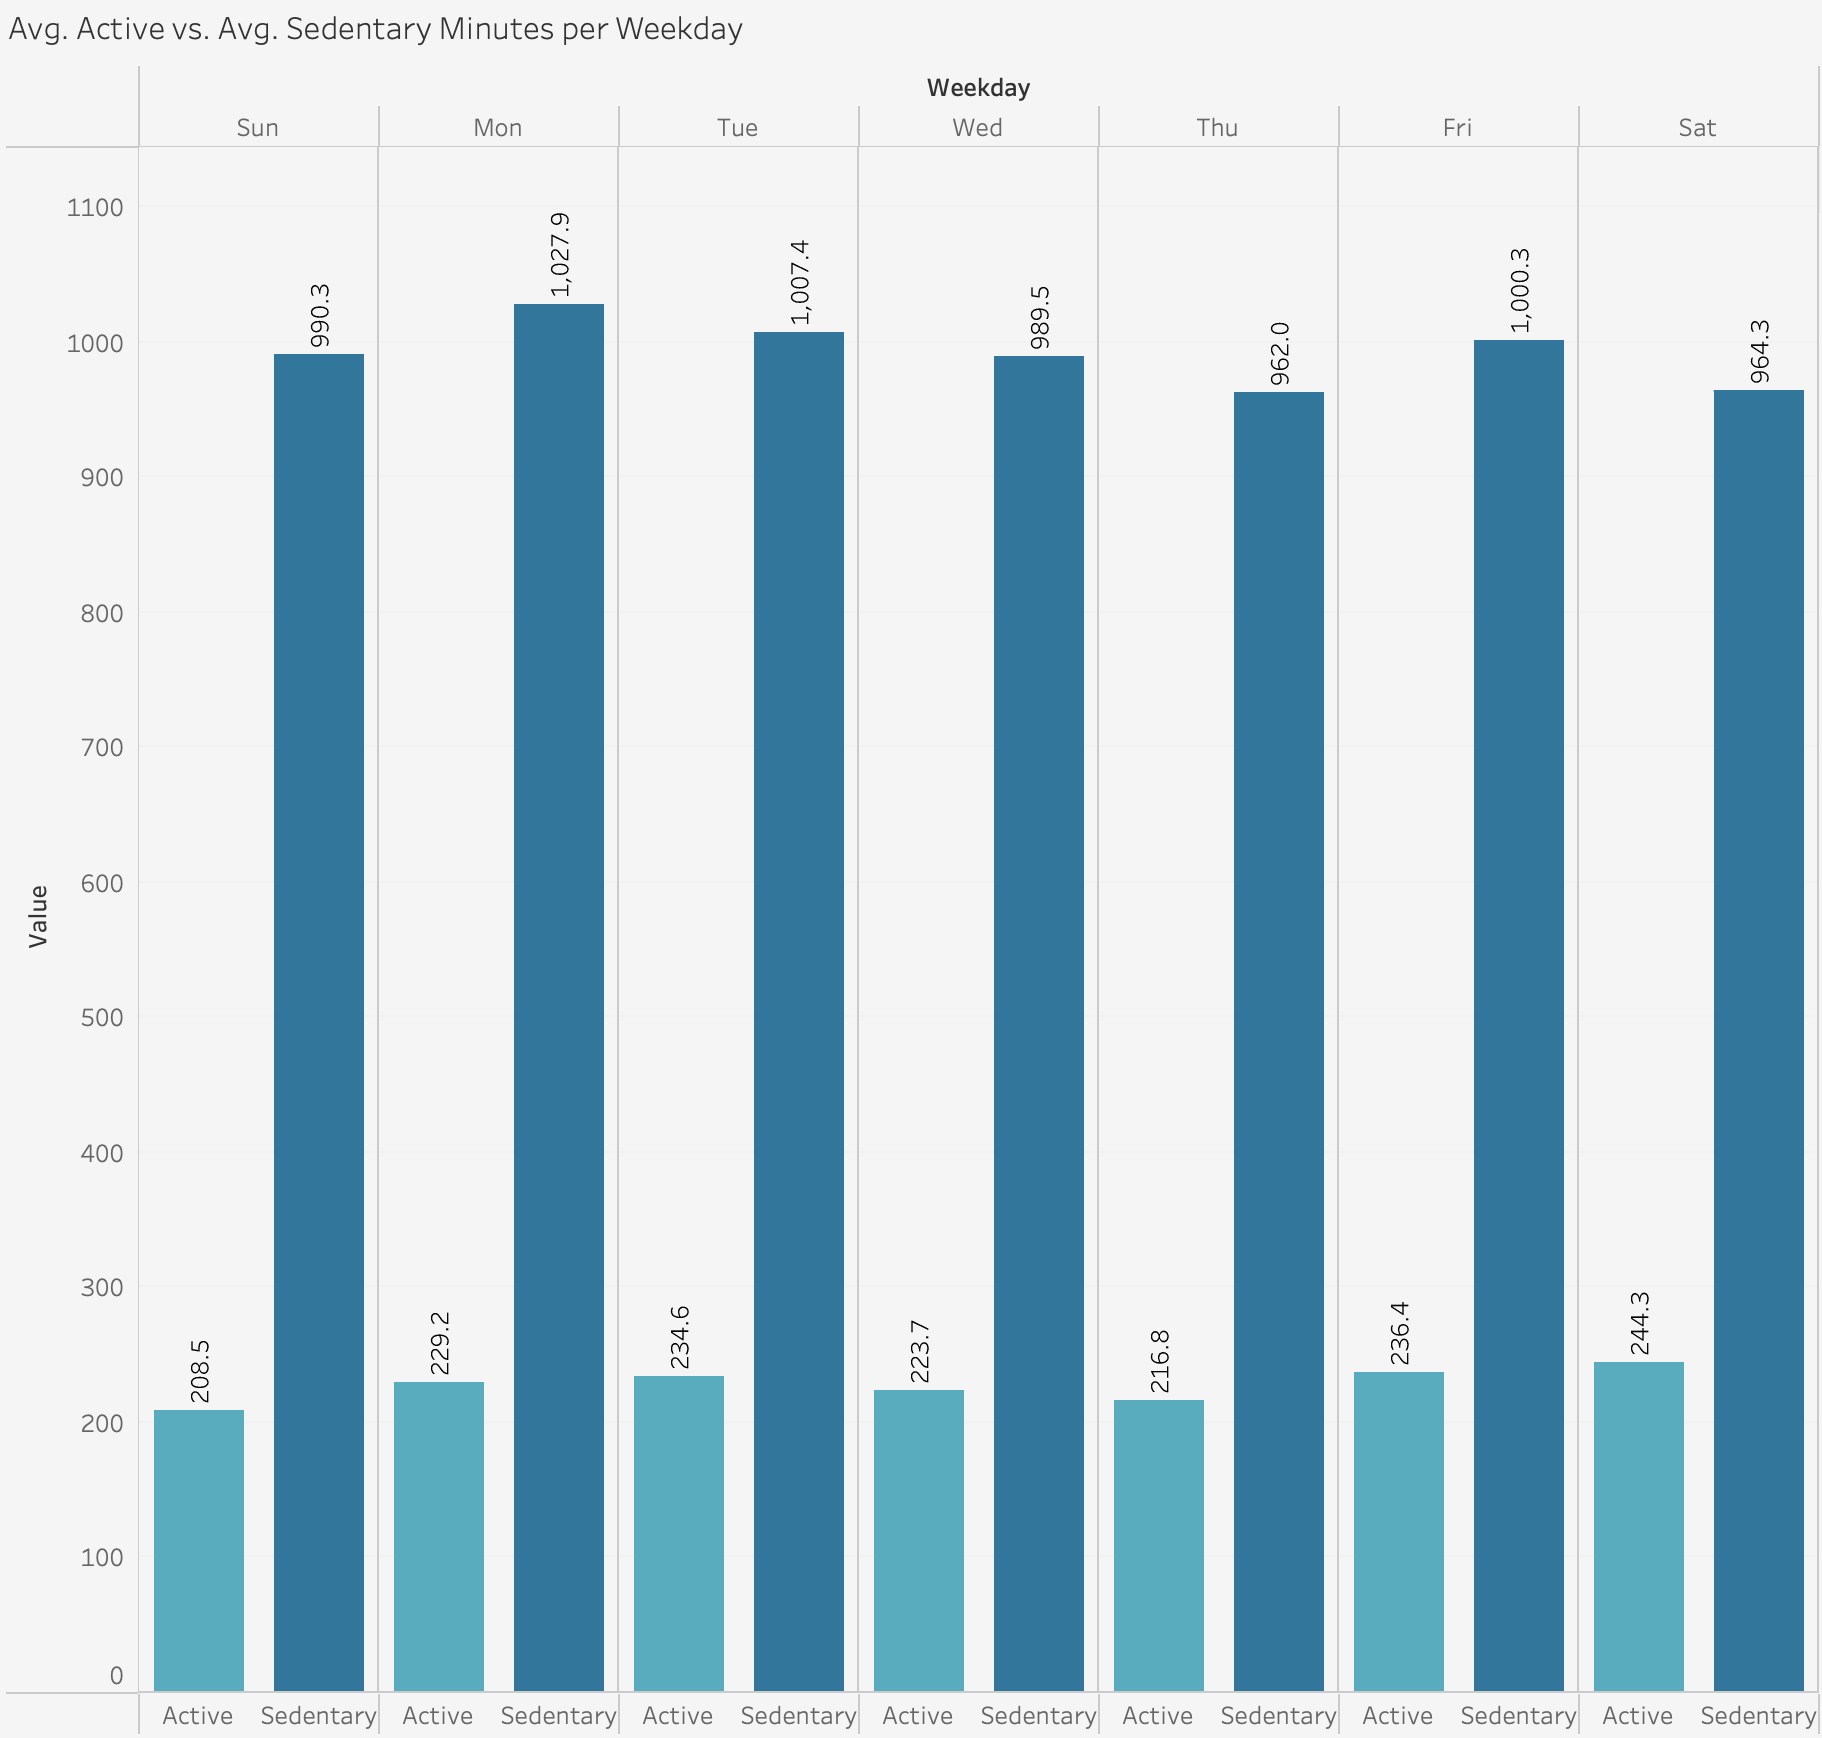 Avg. Active vs. Avg. Sedentary Minutes per Weekday
Weekday
Sun Mon Tue Wed Thu Fri Sat
1100
1000
900
800
700
600
500
400
300
200
100
0
Value
208.5 990.3 229.2 1,027.9 234.6 1,007.4 223.7 989.5 216.8 962.0 236.4 1,000.3 244.3 964.3
Active Sedentary Active Sedentary Active Sedentary Active Sedentary Active Sedentary Active Sedentary Active Sedentary